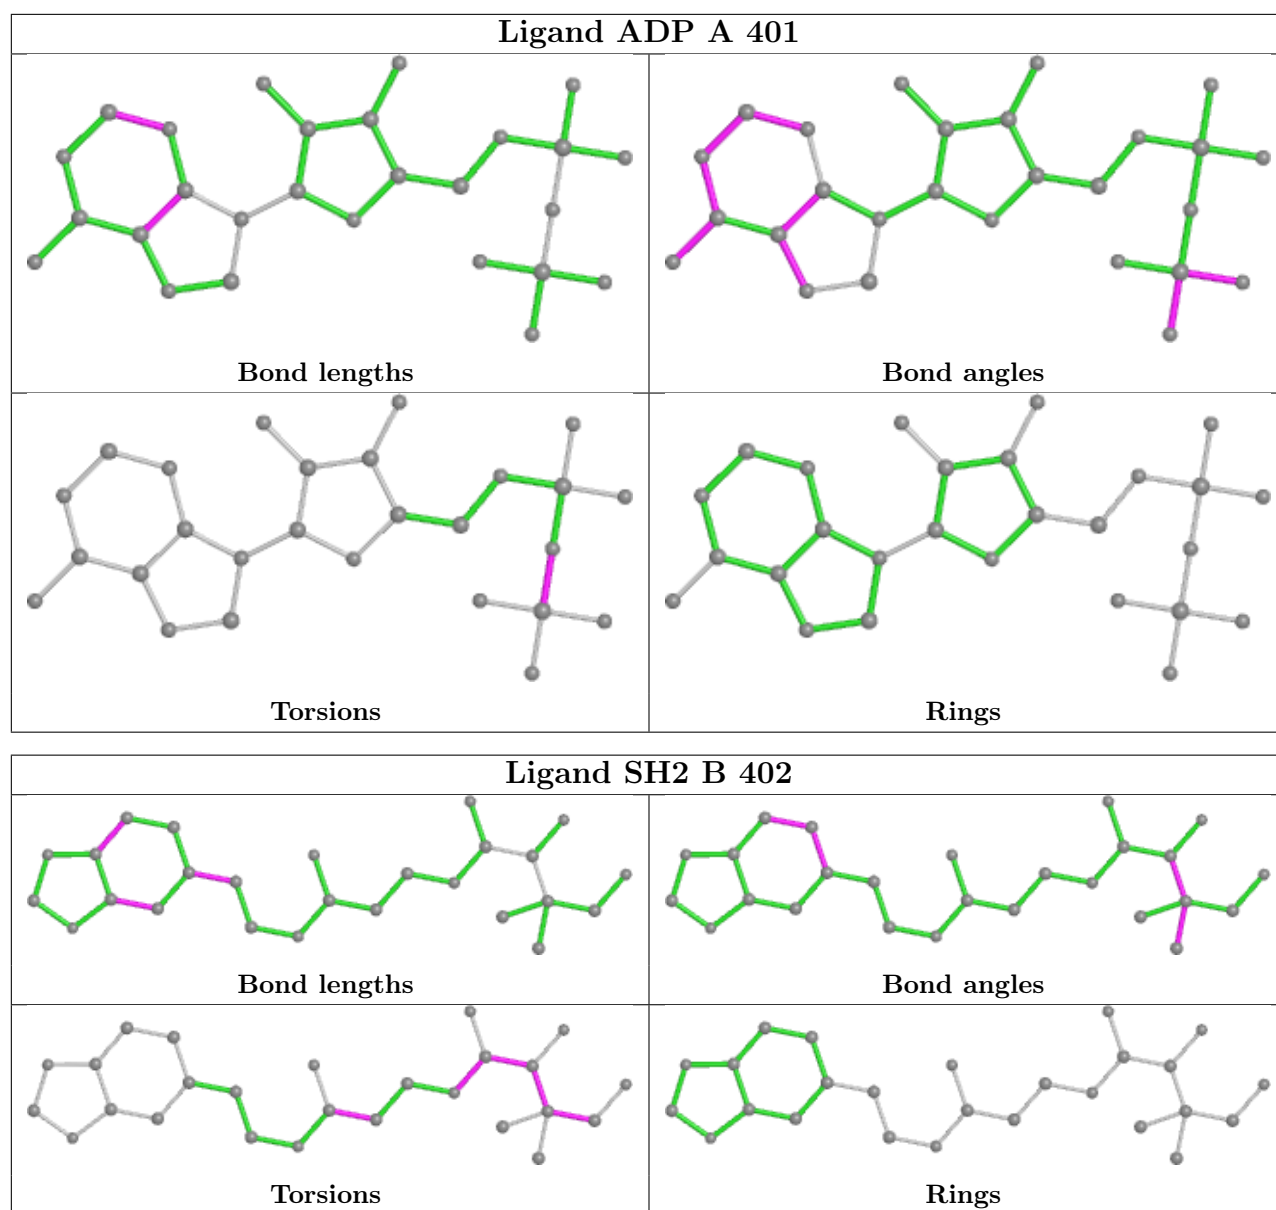 Ligand ADP A 401
Bond lengths
Bond angles
Torsions
Rings
Ligand SH2 B 402
Bond lengths
Bond angles
Torsions
Rings